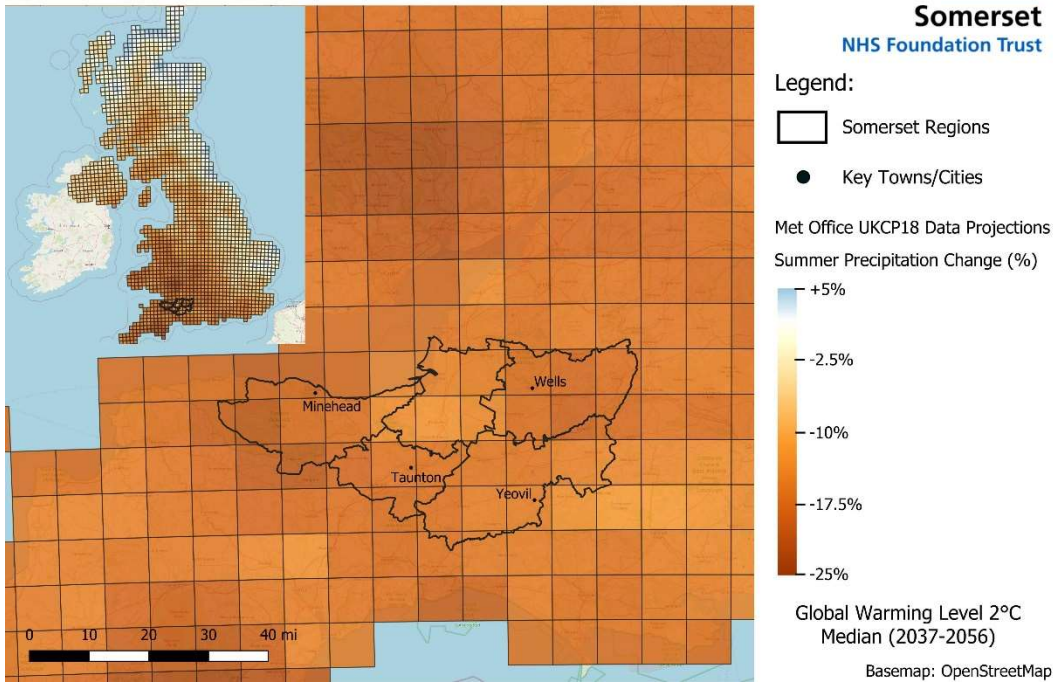 Somerset
NHS Foundation Trust
Legend:
Somerset Regions
Key Towns/Cities
Met Office UKCP18 Data Projections
Summer Precipitation Change (%)
+5%
-2.5%
-10%
-17.5%
-25%
Global Warming Level 2°C
Median (2037-2056)
Basemap: OpenStreetMap
Wells
Minehead
Taunton
Yeovil
0 10 20 30 40 mi